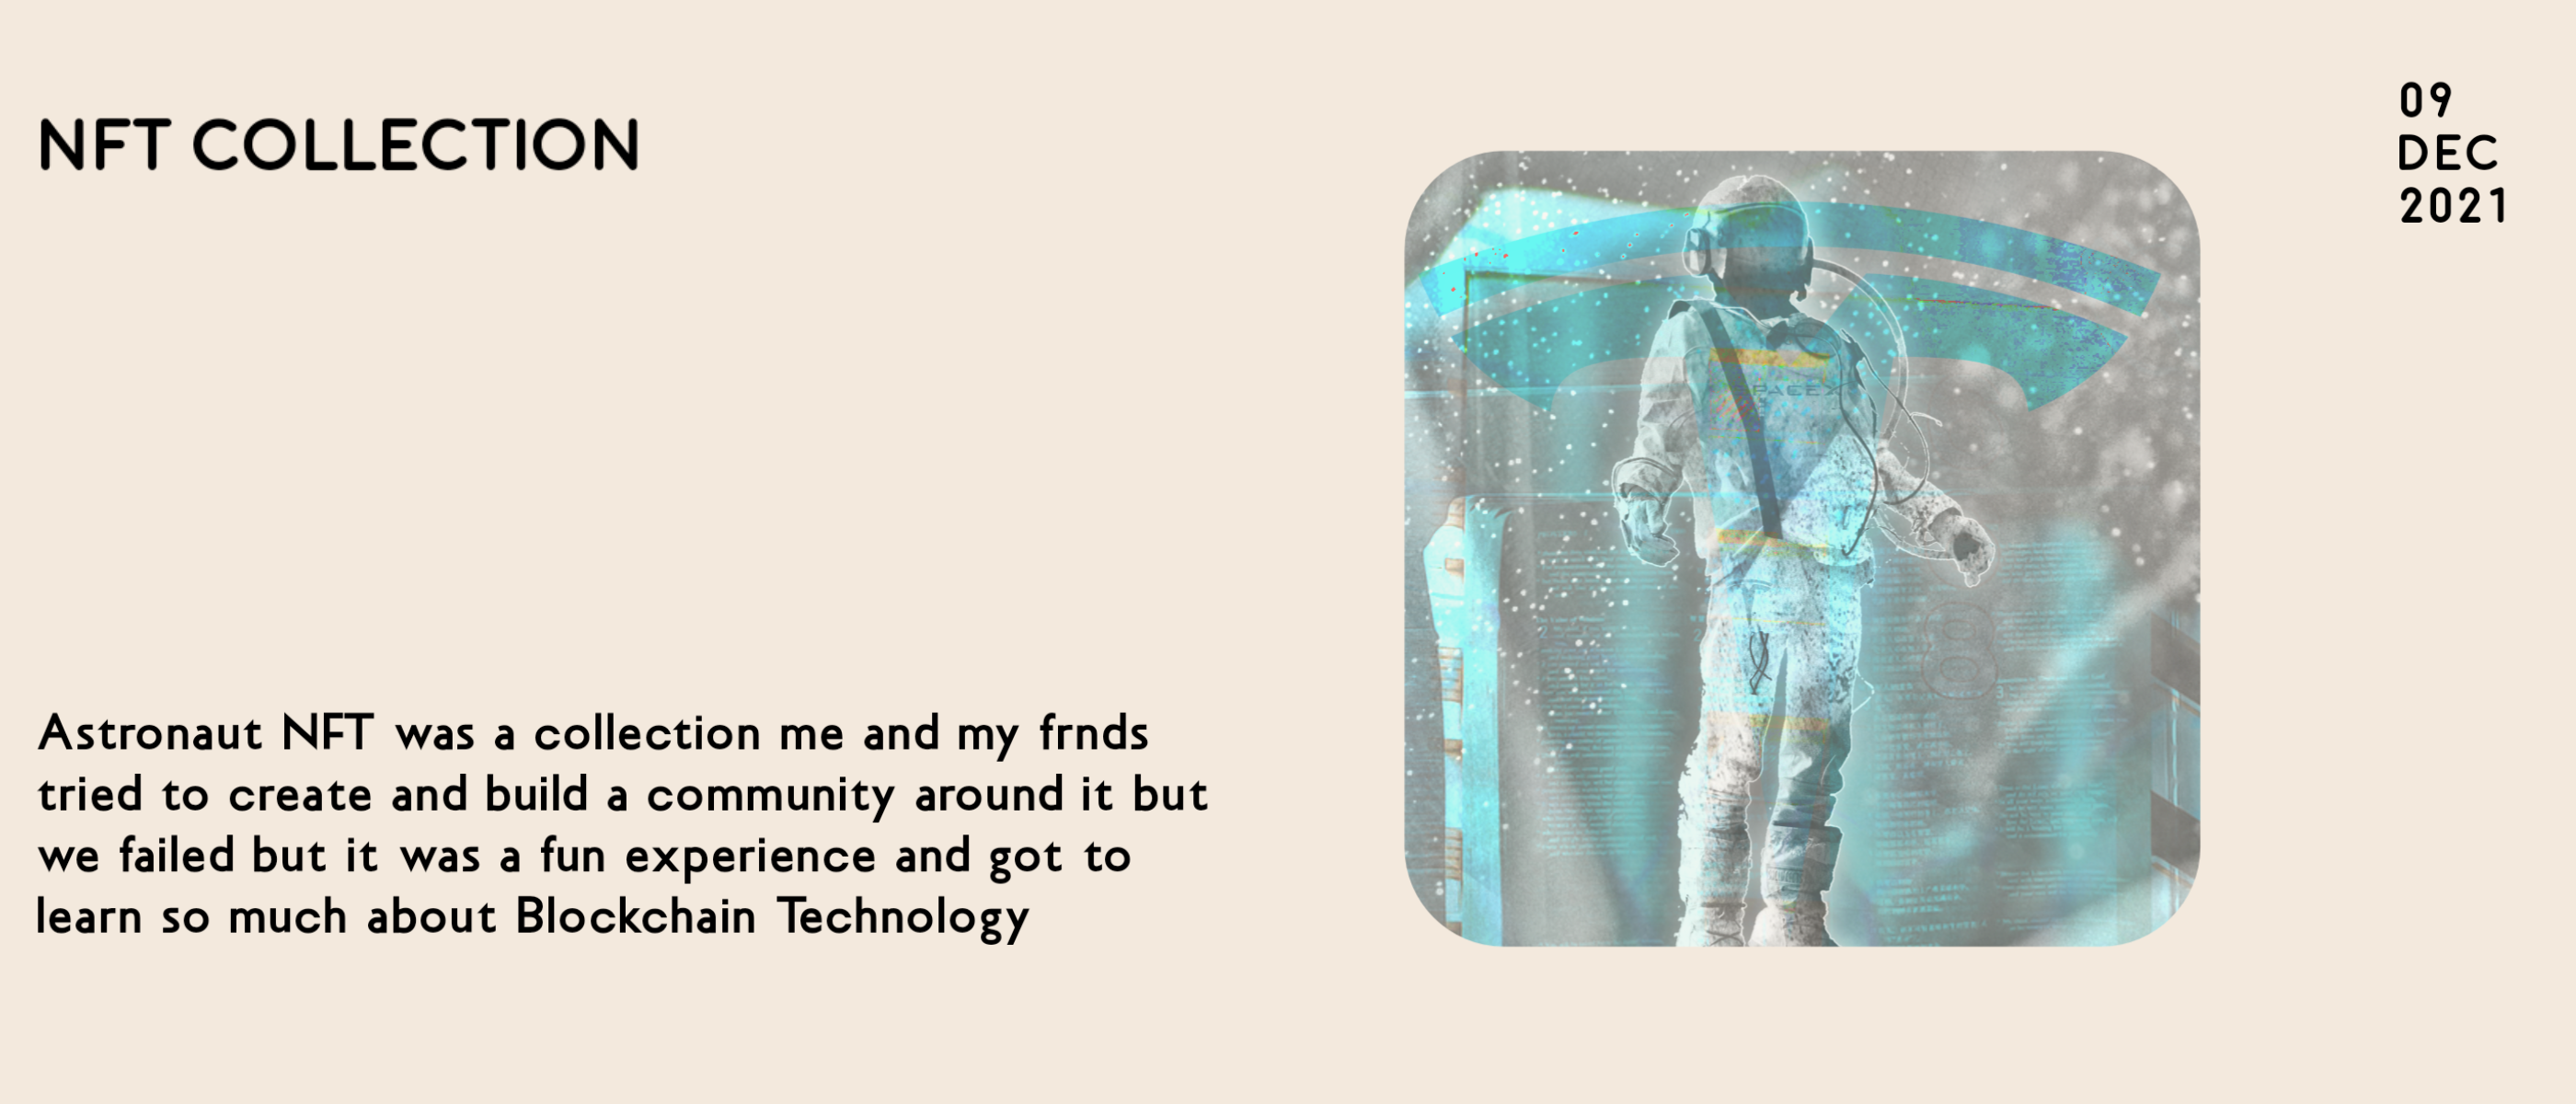 NFT COLLECTION
09
DEC
2021
PACEX
Astronaut NFT was a collection me and my frnds
tried to create and build a community around it but
we failed but it was a fun experience and got to
learn so much about Blockchain Technology